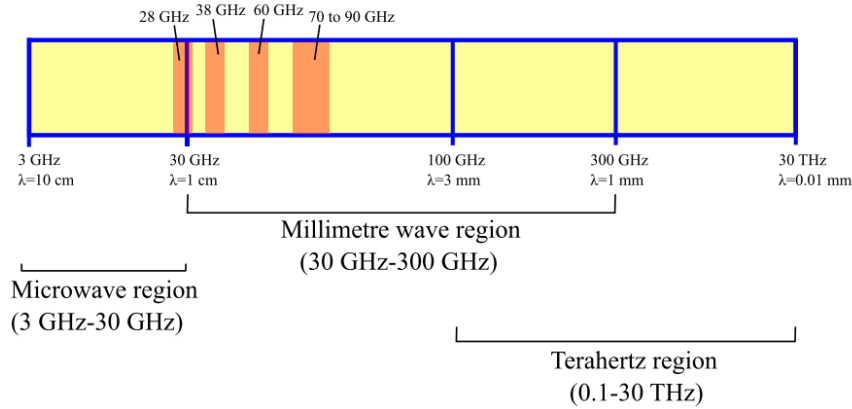 28 GHz
38 GHz
60 GHz
70 to 90 GHz
3 GHz
λ=10 cm
30 GHz
λ=1 cm
100 GHz
λ=3 mm
300 GHz
λ=1 mm
30 THz
λ=0.01 mm
Millimetre wave region
(30 GHz-300 GHz)
Microwave region
(3 GHz-30 GHz)
Terahertz region
(0.1-30 THz)